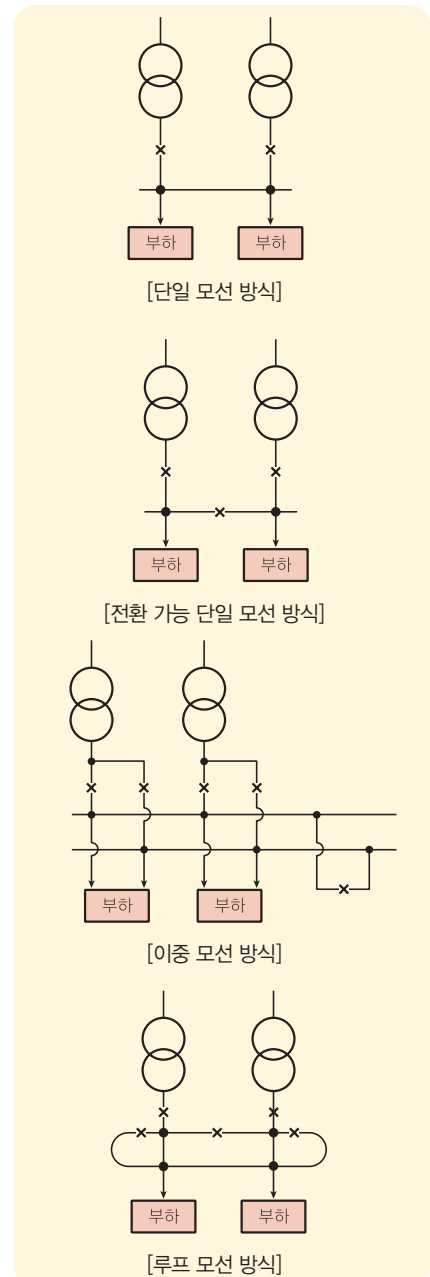 부하 부하
[단일 모선 방식]
부하 부하
[전환 가능 단일 모선 방식]
부하 부하
[이중 모선 방식]
부하 부하
[루프 모선 방식]